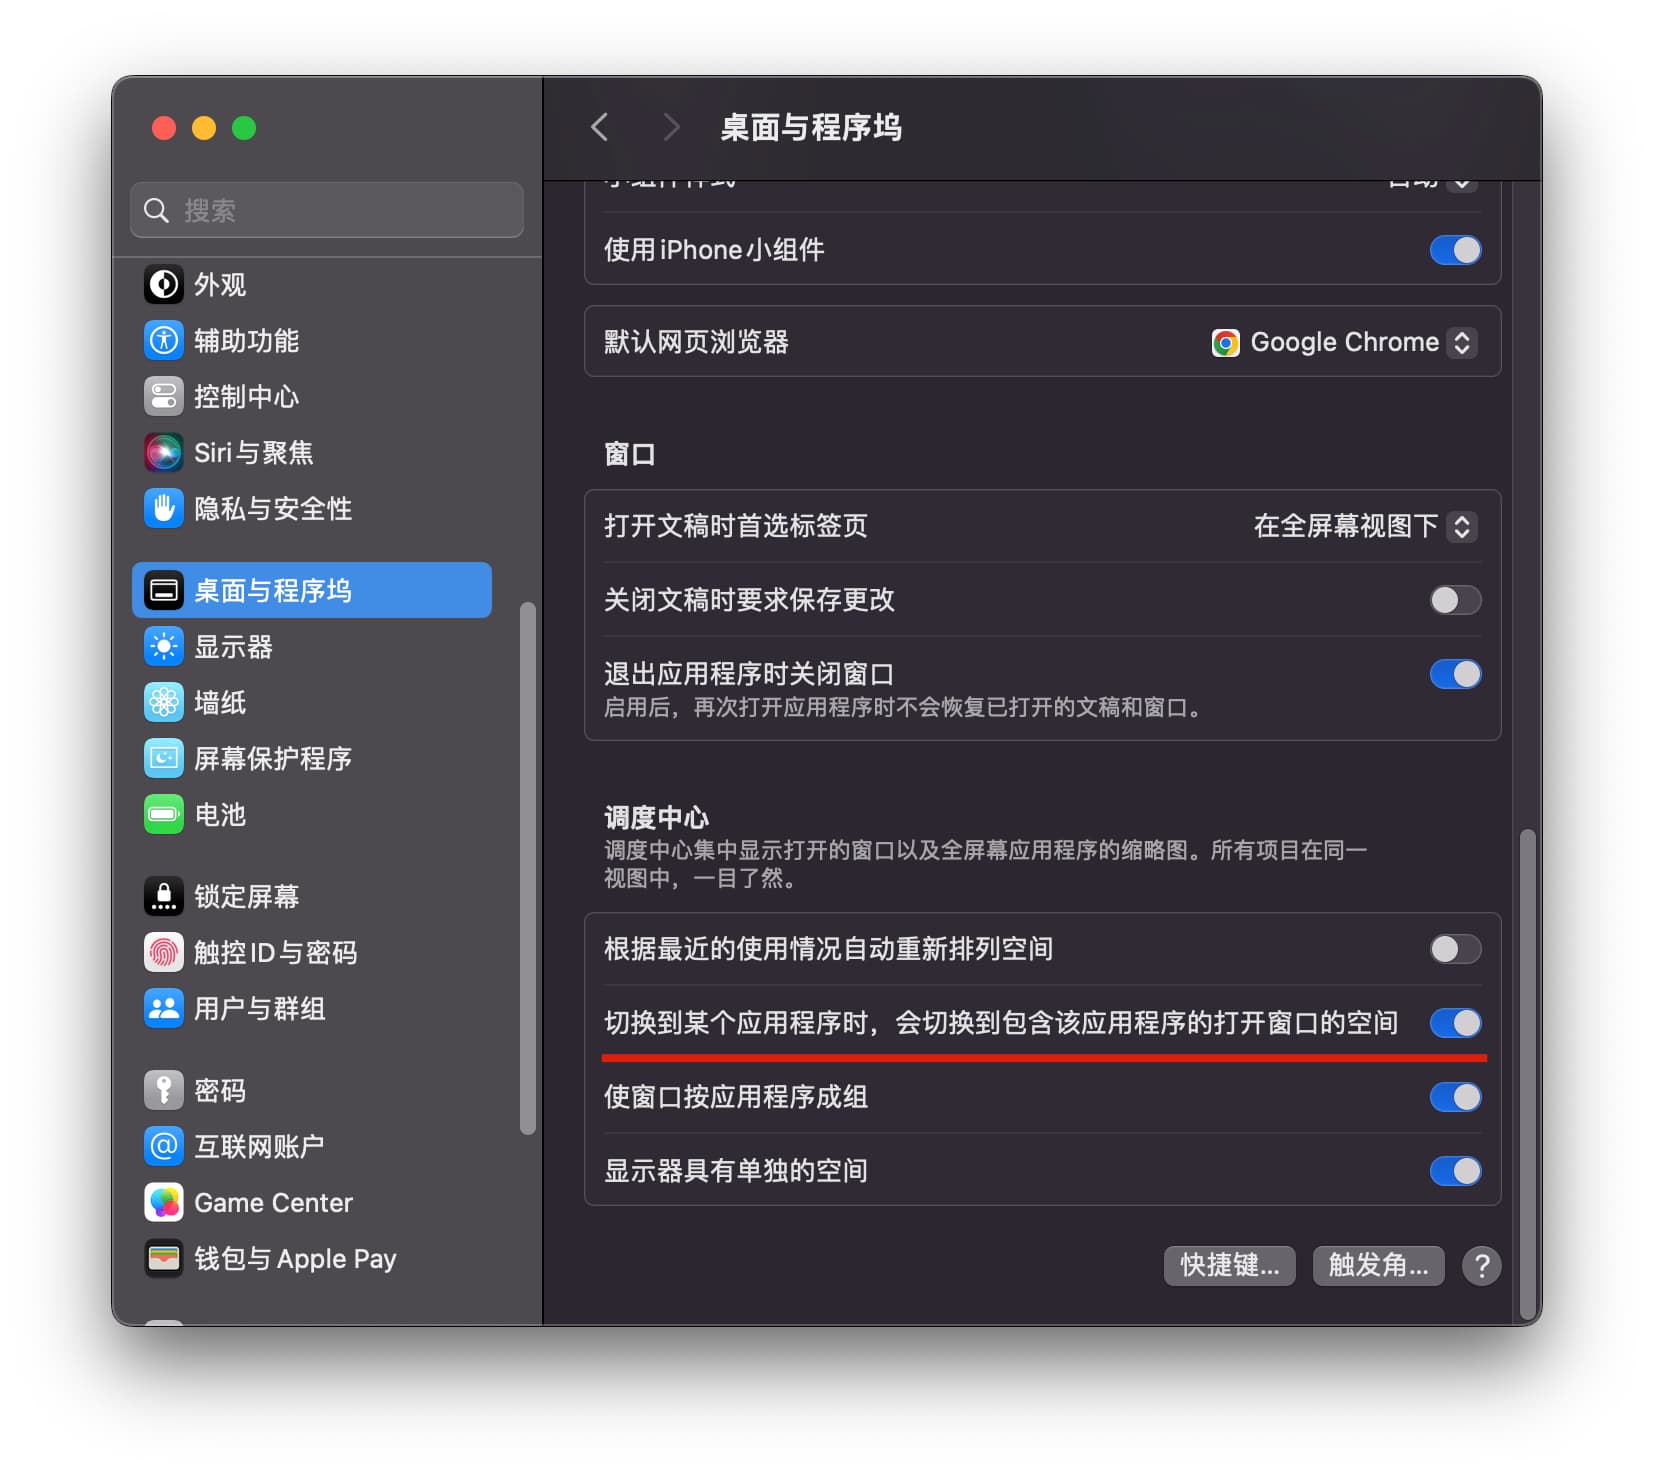 桌面与程序坞
搜索
外观
辅助功能
控制中心
Siri与聚焦
隐私与安全性
桌面与程序坞
显示器
墙纸
屏幕保护程序
电池
锁定屏幕
触控ID与密码
用户与群组
密码
互联网账户
Game Center
钱包与Apple Pay
小组件样式 自动
使用iPhone小组件
默认网页浏览器 Google Chrome
窗口
打开文稿时首选标签页 在全屏幕视图下
关闭文稿时要求保存更改
退出应用程序时关闭窗口
启用后，再次打开应用程序时不会恢复已打开的文稿和窗口。
调度中心
调度中心集中显示打开的窗口以及全屏幕应用程序的缩略图。所有项目在同一
视图中，一目了然。
根据最近的使用情况自动重新排列空间
切换到某个应用程序时，会切换到包含该应用程序的打开窗口的空间
使窗口按应用程序成组
显示器具有单独的空间
快捷键... 触发角... ?